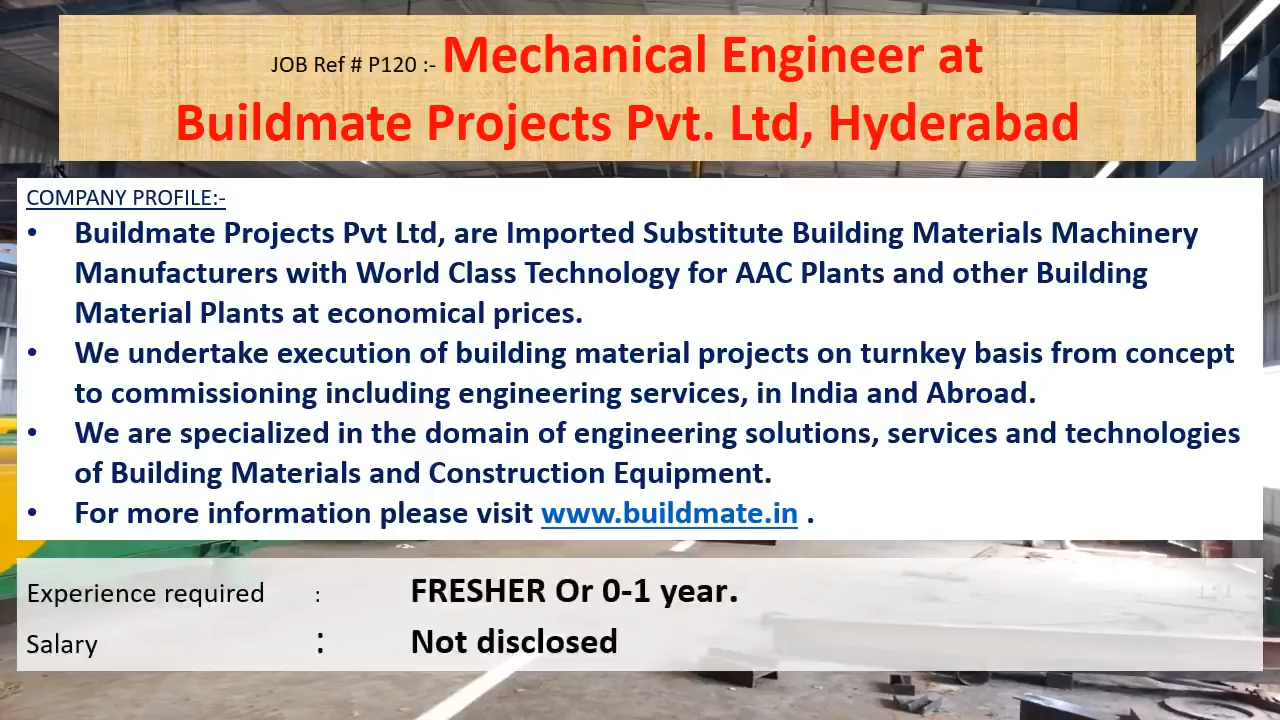 JOB Ref # P120 :- Mechanical Engineer at
Buildmate Projects Pvt. Ltd, Hyderabad
COMPANY PROFILE:-
• Buildmate Projects Pvt Ltd, are Imported Substitute Building Materials Machinery
Manufacturers with World Class Technology for AAC Plants and other Building
Material Plants at economical prices.
• We undertake execution of building material projects on turnkey basis from concept
to commissioning including engineering services, in India and Abroad.
• We are specialized in the domain of engineering solutions, services and technologies
of Building Materials and Construction Equipment.
• For more information please visit www.buildmate.in .
Experience required : FRESHER Or 0-1 year.
Salary : Not disclosed